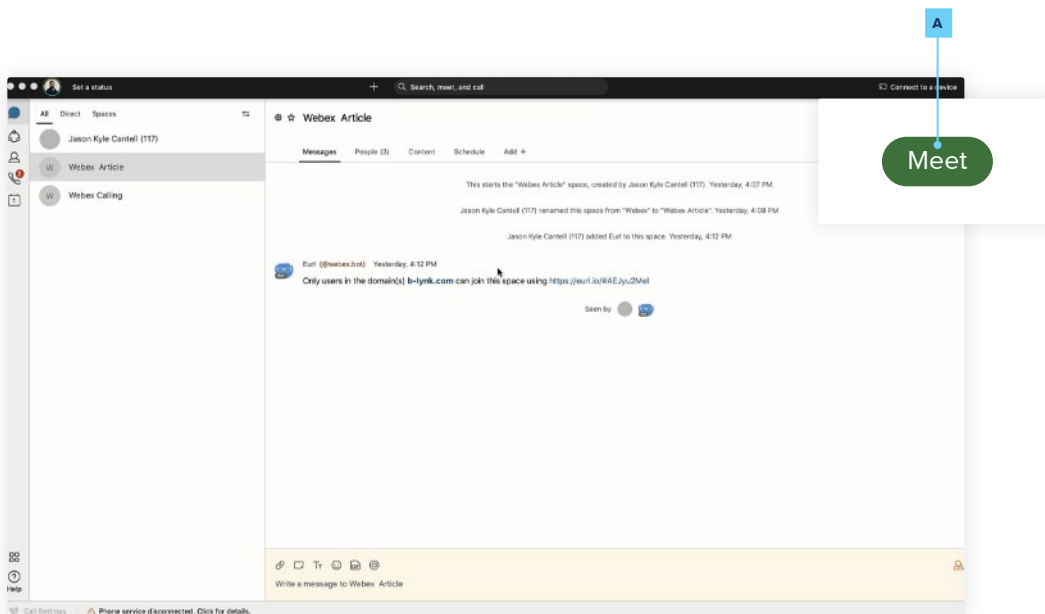 A
Set a status
Search, meet, and call
Connect to a device
All Direct Spaces
Jason Kyle Cantell (117)
W Webex Article
W Webex Calling
2
1
Webex Article
Messages People (3) Content Schedule Add +
Meet
This starts the "Webex Article" space, created by Jason Kyle Cantell (117). Yesterday, 4:07 PM
Jason Kyle Cantell (117) renamed this space from "Webex" to "Webex Article". Yesterday, 4:08 PM
Jason Kyle Cantell (117) added Eurl to this space. Yesterday, 4:12 PM
Eurl (@webex.bot) Yesterday, 4:12 PM
Only users in the domain(s) b-lynk.com can join this space using
Seen by
Write a message to Webex Article
Help
Call Settings Phone service disconnected. Click for details.